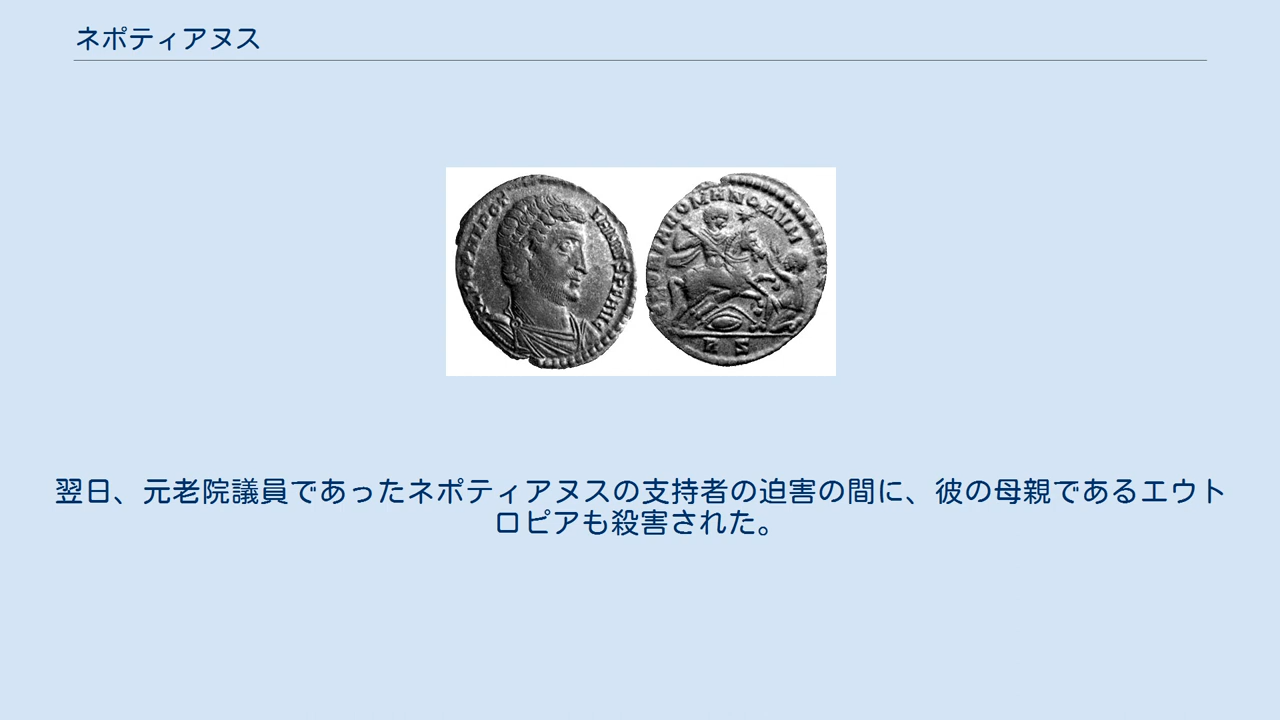 ネポティアヌス
GLORIA ROMANORUM
R S
翌日、元老院議員であったネポティアヌスの支持者の迫害の間に、彼の母親であるエウト
ロピアも殺害された。